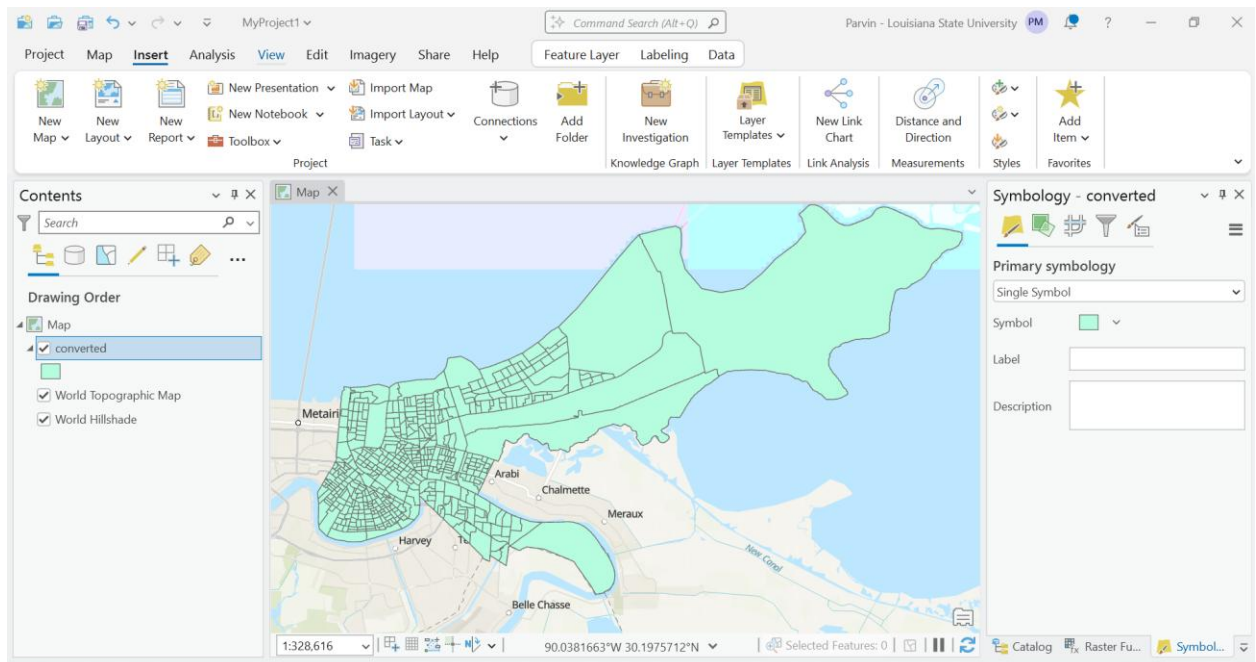 MyProject1
Command Search (Alt+Q)
Parvin - Louisiana State University
PM
?
Project Map Insert Analysis View Edit Imagery Share Help Feature Layer Labeling Data
New Map
New Layout
New Report
New Presentation
New Notebook
Toolbox
Import Map
Import Layout
Task
Connections
Add Folder
New Investigation
Layer Templates
New Link Chart
Distance and Direction
Add Item
Project
Knowledge Graph
Layer Templates
Link Analysis
Measurements
Styles
Favorites
Contents
Search
Drawing Order
Map
converted
World Topographic Map
World Hillshade
Map
Metairi
Arabi
Chalmette
Meraux
Harvey
Te
New Canal
Belle Chasse
1:328,616
N
90.0381663°W 30.1975712°N
Selected Features: 0
Symbology - converted
Primary symbology
Single Symbol
Symbol
Label
Description
Catalog
Raster Fu...
Symbol...